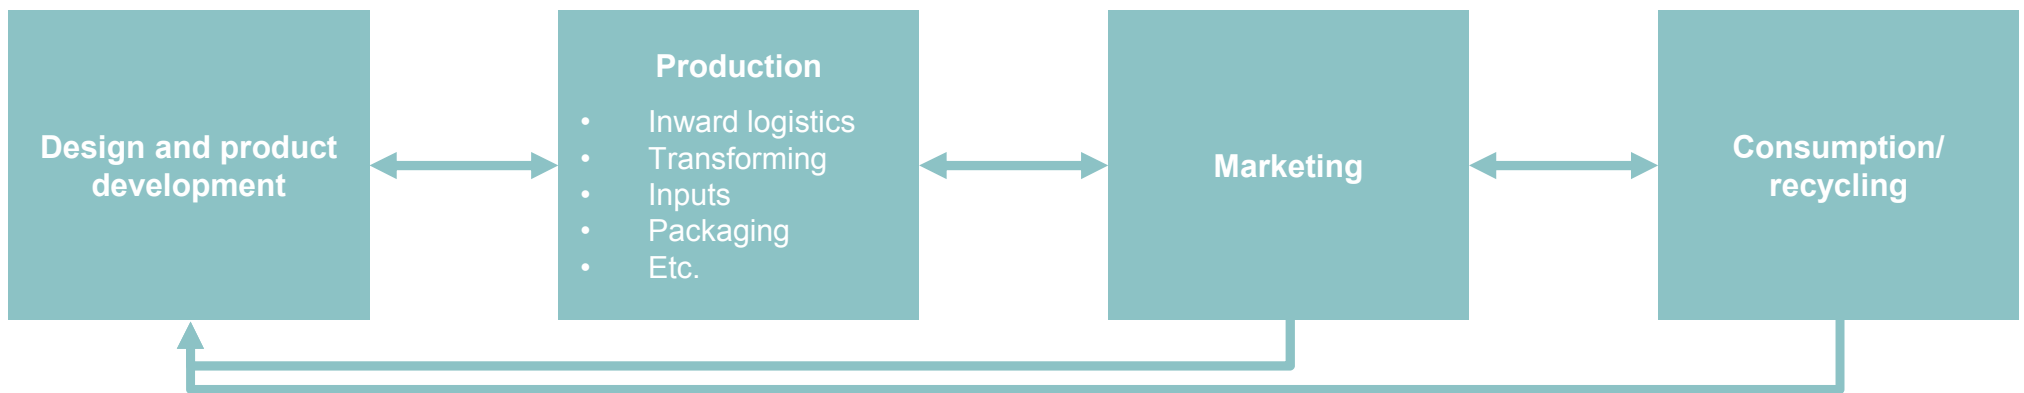 Design and product
development
Production
• Inward logistics
• Transforming
• Inputs
• Packaging
• Etc.
Marketing
Consumption/
recycling